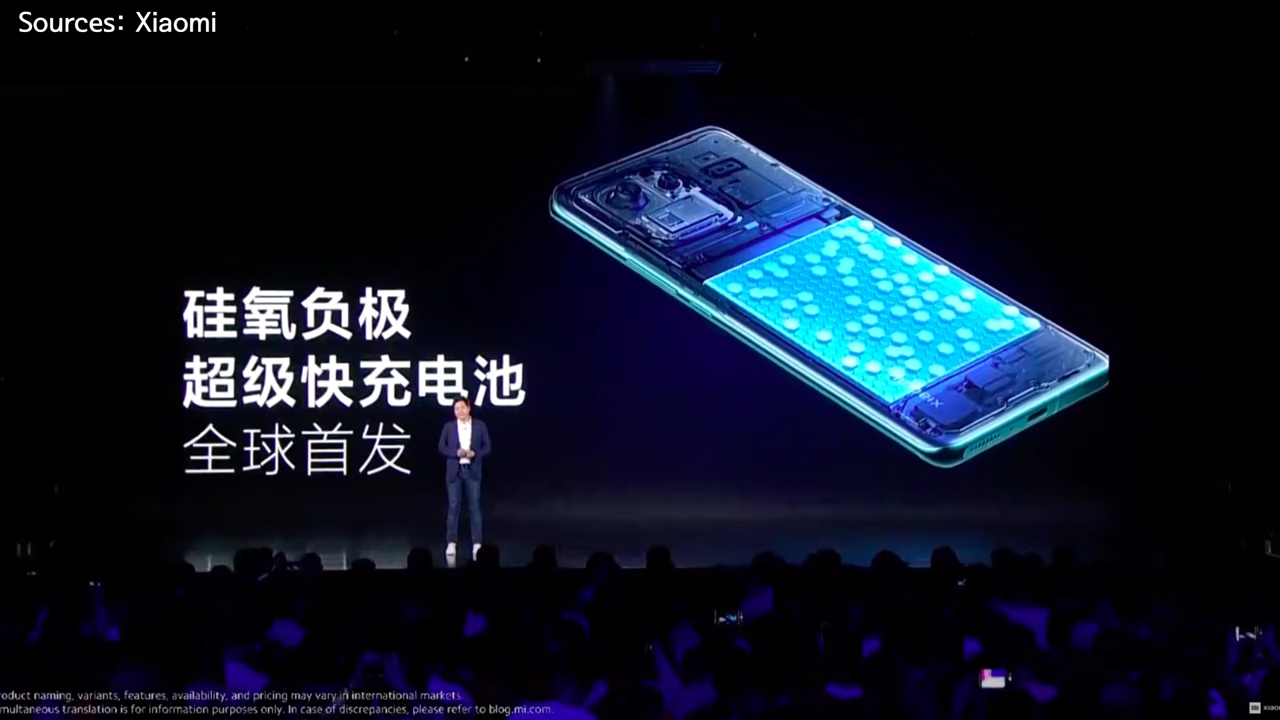 Sources: Xiaomi
硅氧负极
超级快充电池
全球首发
oduct naming, variants, features, availability, and pricing may vary in international markets.
multaneous translation is for information purposes only. In case of discrepancies, please refer to blog.mi.com.